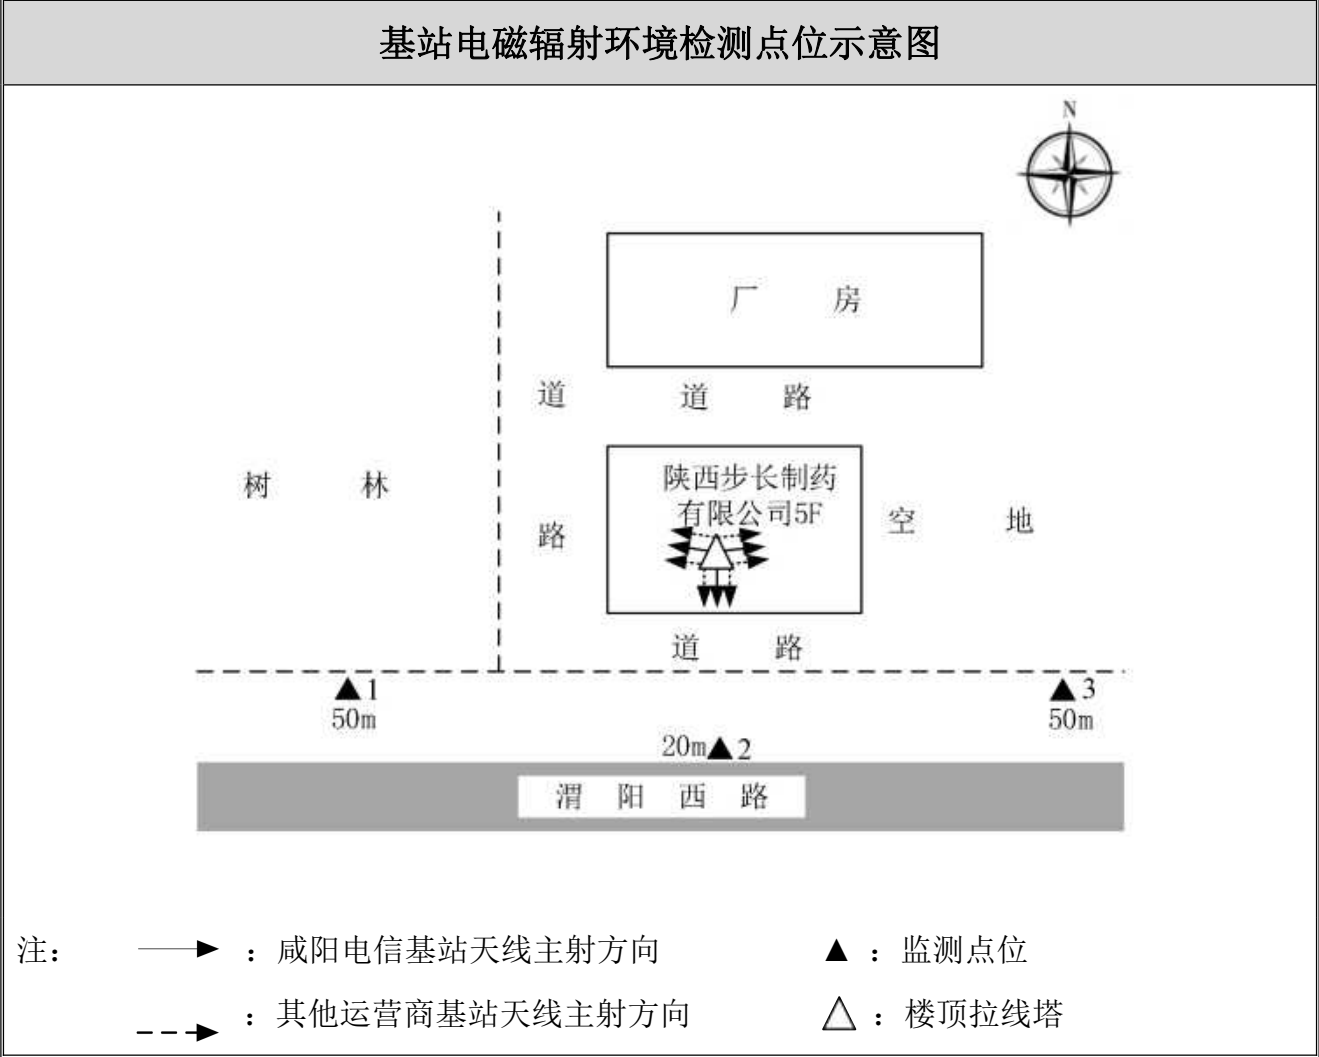 基站电磁辐射环境检测点位示意图
N
厂 房
道 道 路
树 林
陕西步长制药
有限公司5F
路
空 地
道 路
1
50m
3
50m
20m 2
渭 阳 西 路
注：
：咸阳电信基站天线主射方向
：监测点位
：其他运营商基站天线主射方向
：楼顶拉线塔